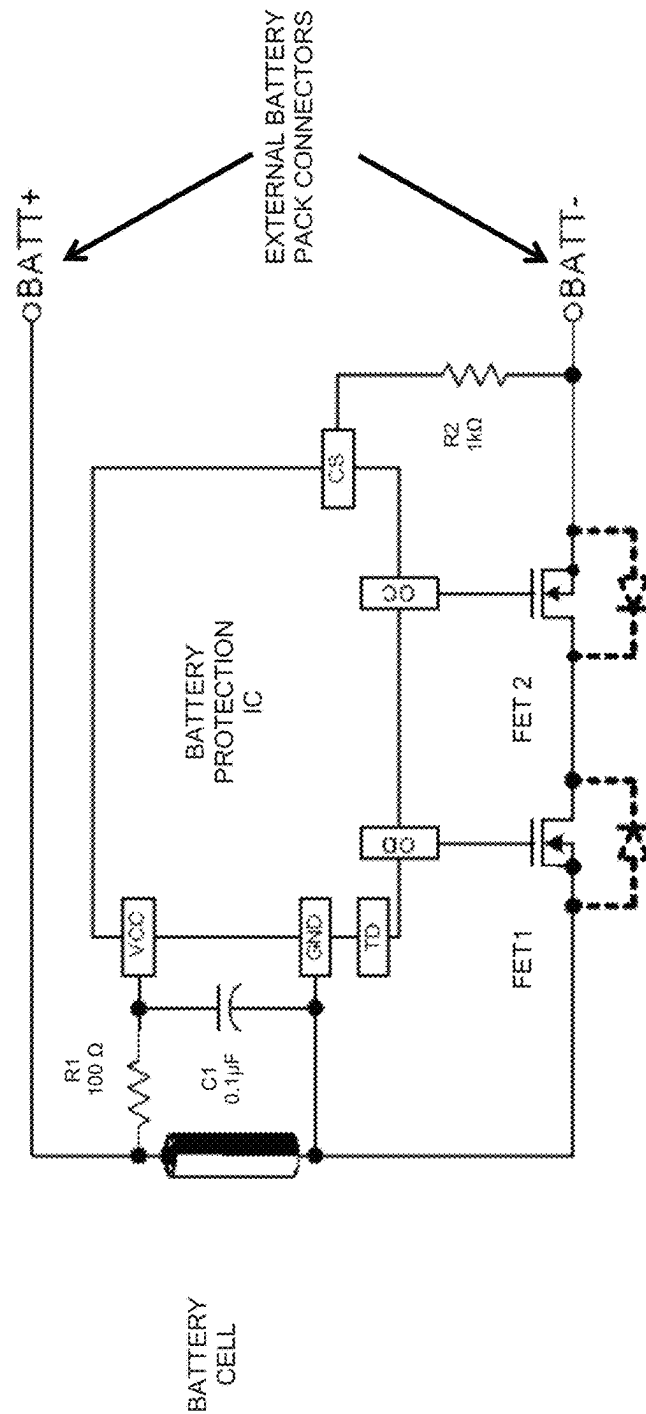 BATT+
EXTERNAL BATTERY
PACK CONNECTORS
BATT-
R1
100 Ω
C1
0.1µF
VCC
GND
TD
BATTERY
PROTECTION
IC
CS
R2
1kΩ
OD
OC
FET1
FET 2
BATTERY
CELL